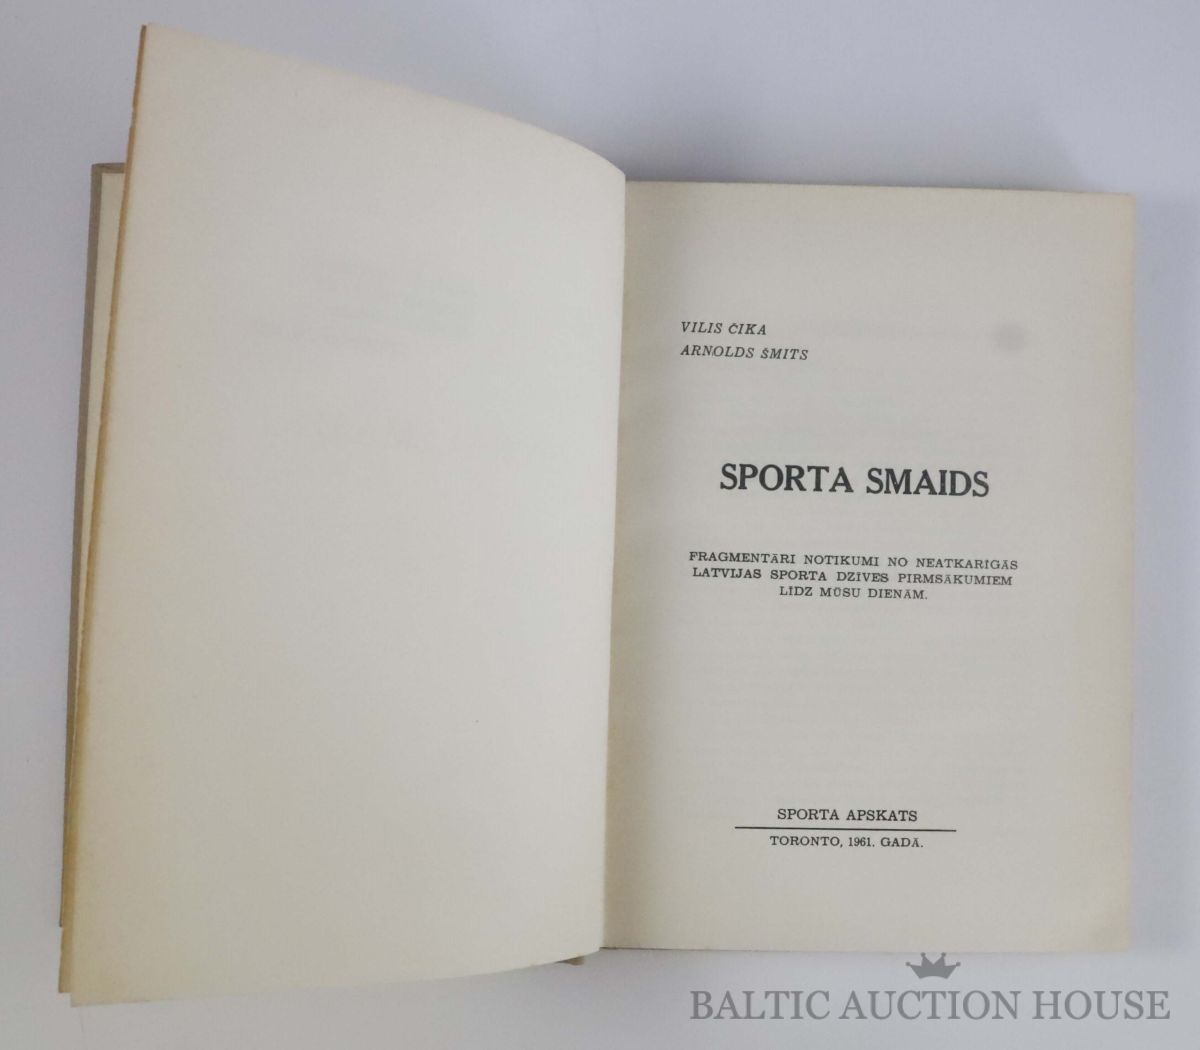 VILIS ČIKA
ARNOLDS ŠMITS
SPORTA SMAIDS
FRAGMENTĀRI NOTIKUMI NO NEATKARĪGĀS
LATVIJAS SPORTA DZĪVES PIRMSĀKUMIEM
LĪDZ MŪSU DIENĀM.
SPORTA APSKATS
TORONTO, 1961. GADĀ.
BALTIC AUCTION HOUSE